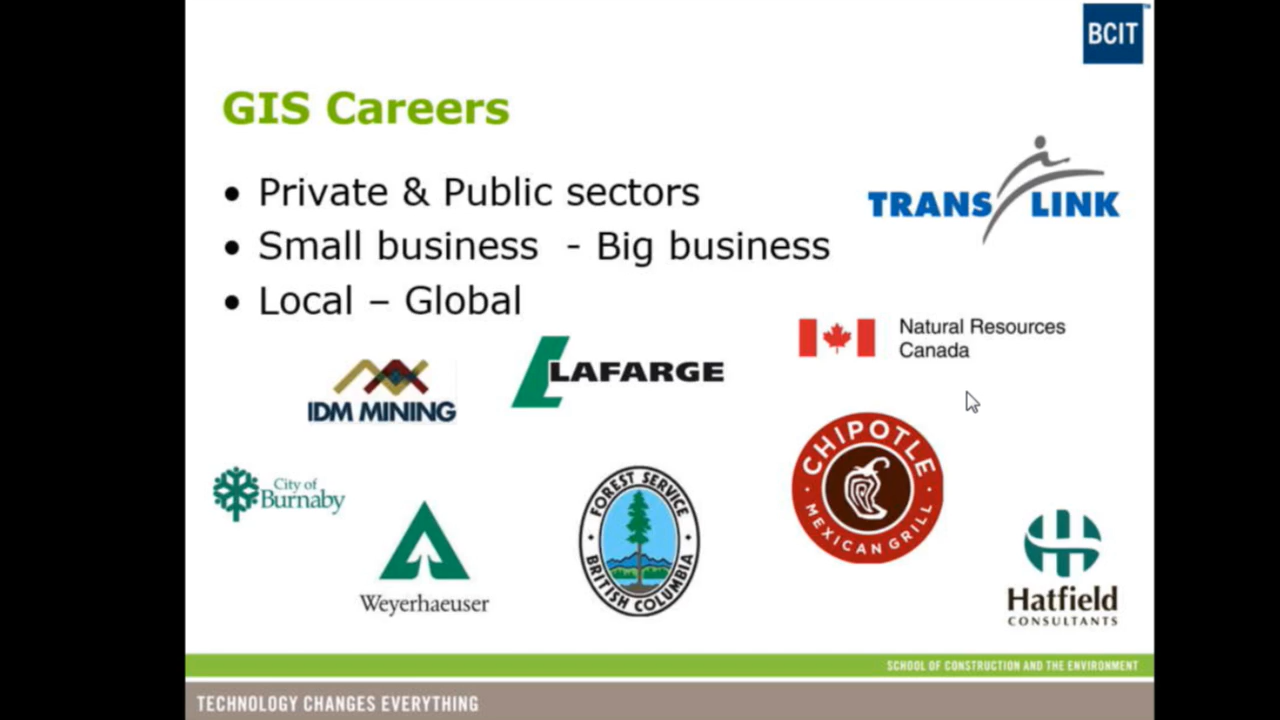 BCIT
GIS Careers
• Private & Public sectors
• Small business - Big business
• Local – Global
TRANS LINK
Natural Resources
Canada
IDM MINING
LAFARGE
CHIPOTLE
MEXICAN GRILL
City of
Burnaby
Weyerhaeuser
FOREST SERVICE
BRITISH COLUMBIA
Hatfield
CONSULTANTS
SCHOOL OF CONSTRUCTION AND THE ENVIRONMENT
TECHNOLOGY CHANGES EVERYTHING